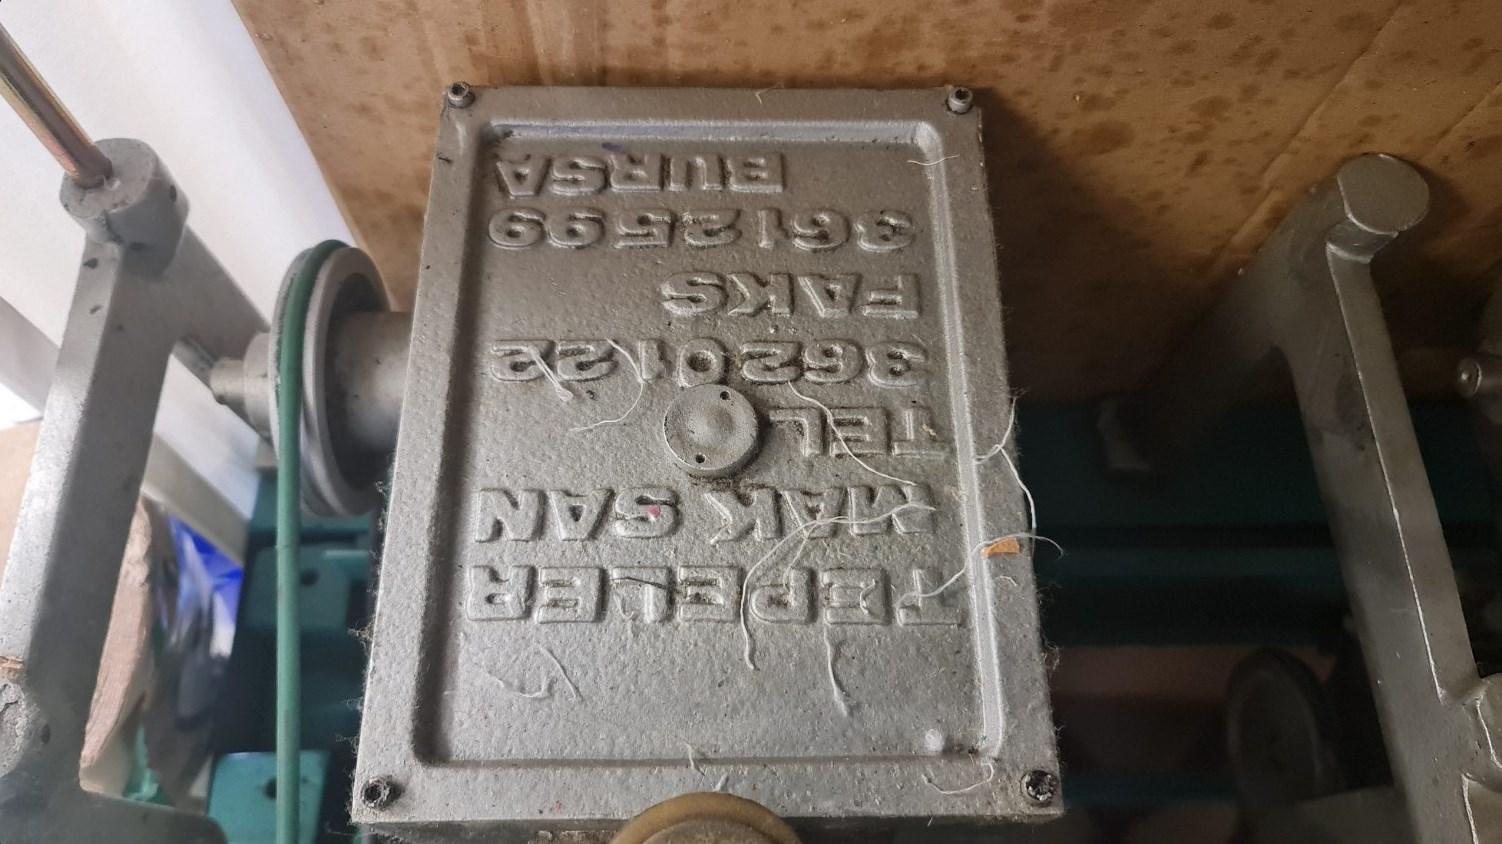 TEPELER
MAK SAN
TEL
3620122
FAKS
3612599
BURSA